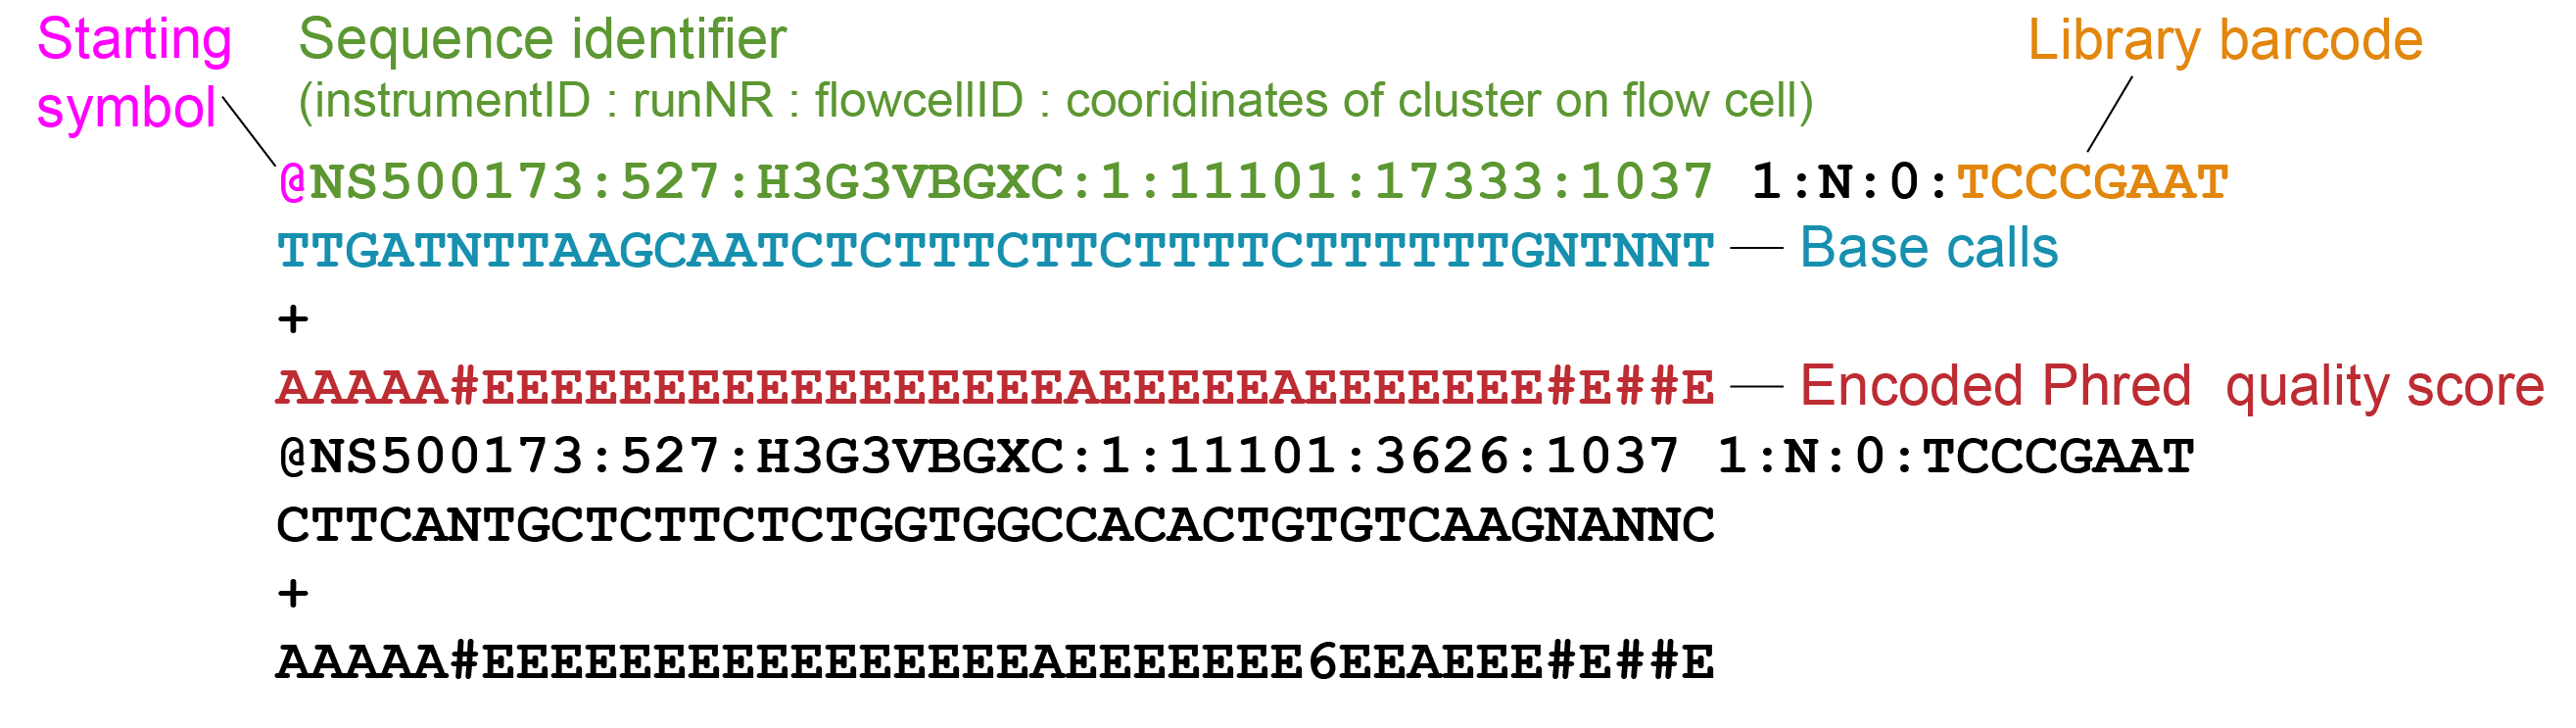 Starting symbol
Sequence identifier
(instrumentID : runNR : flowcellID : cooridinates of cluster on flow cell)
Library barcode
@NS500173:527:H3G3VBGXC:1:11101:17333:1037 1:N:0:TCCCGAAT
TTGATNTTAAGCAATCTCTTTCTTCTTTTCTTTTTTGNTNNT Base calls
+
AAAAA#EEEEEEEEEEEEEEEEEAEEEEEAEEEEEEE#E##E Encoded Phred quality score
@NS500173:527:H3G3VBGXC:1:11101:3626:1037 1:N:0:TCCCGAAT
CTTCANTGCTCTTCTCTGGTGGCCACACTGTGTCAAGNANNC
+
AAAAA#EEEEEEEEEEEEEEEEAEEEEEEE6EEAEEE#E##E